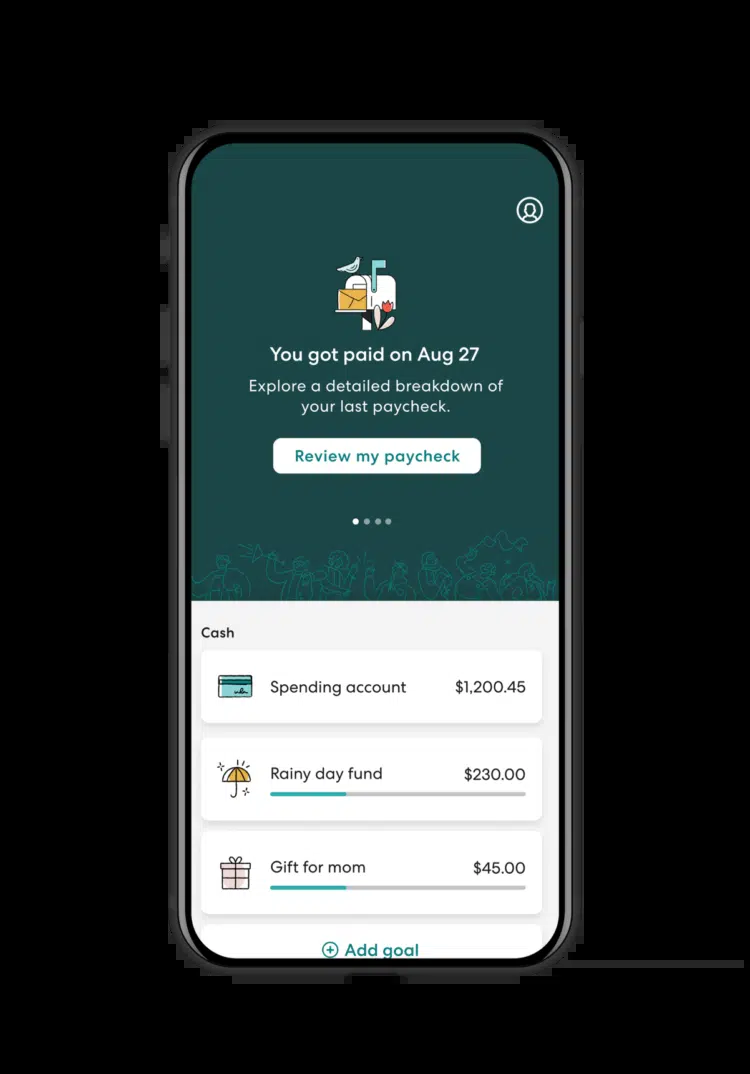 You got paid on Aug 27
Explore a detailed breakdown of
your last paycheck.
Review my paycheck
Cash
Spending account $1,200.45
Rainy day fund $230.00
Gift for mom $45.00
Add goal